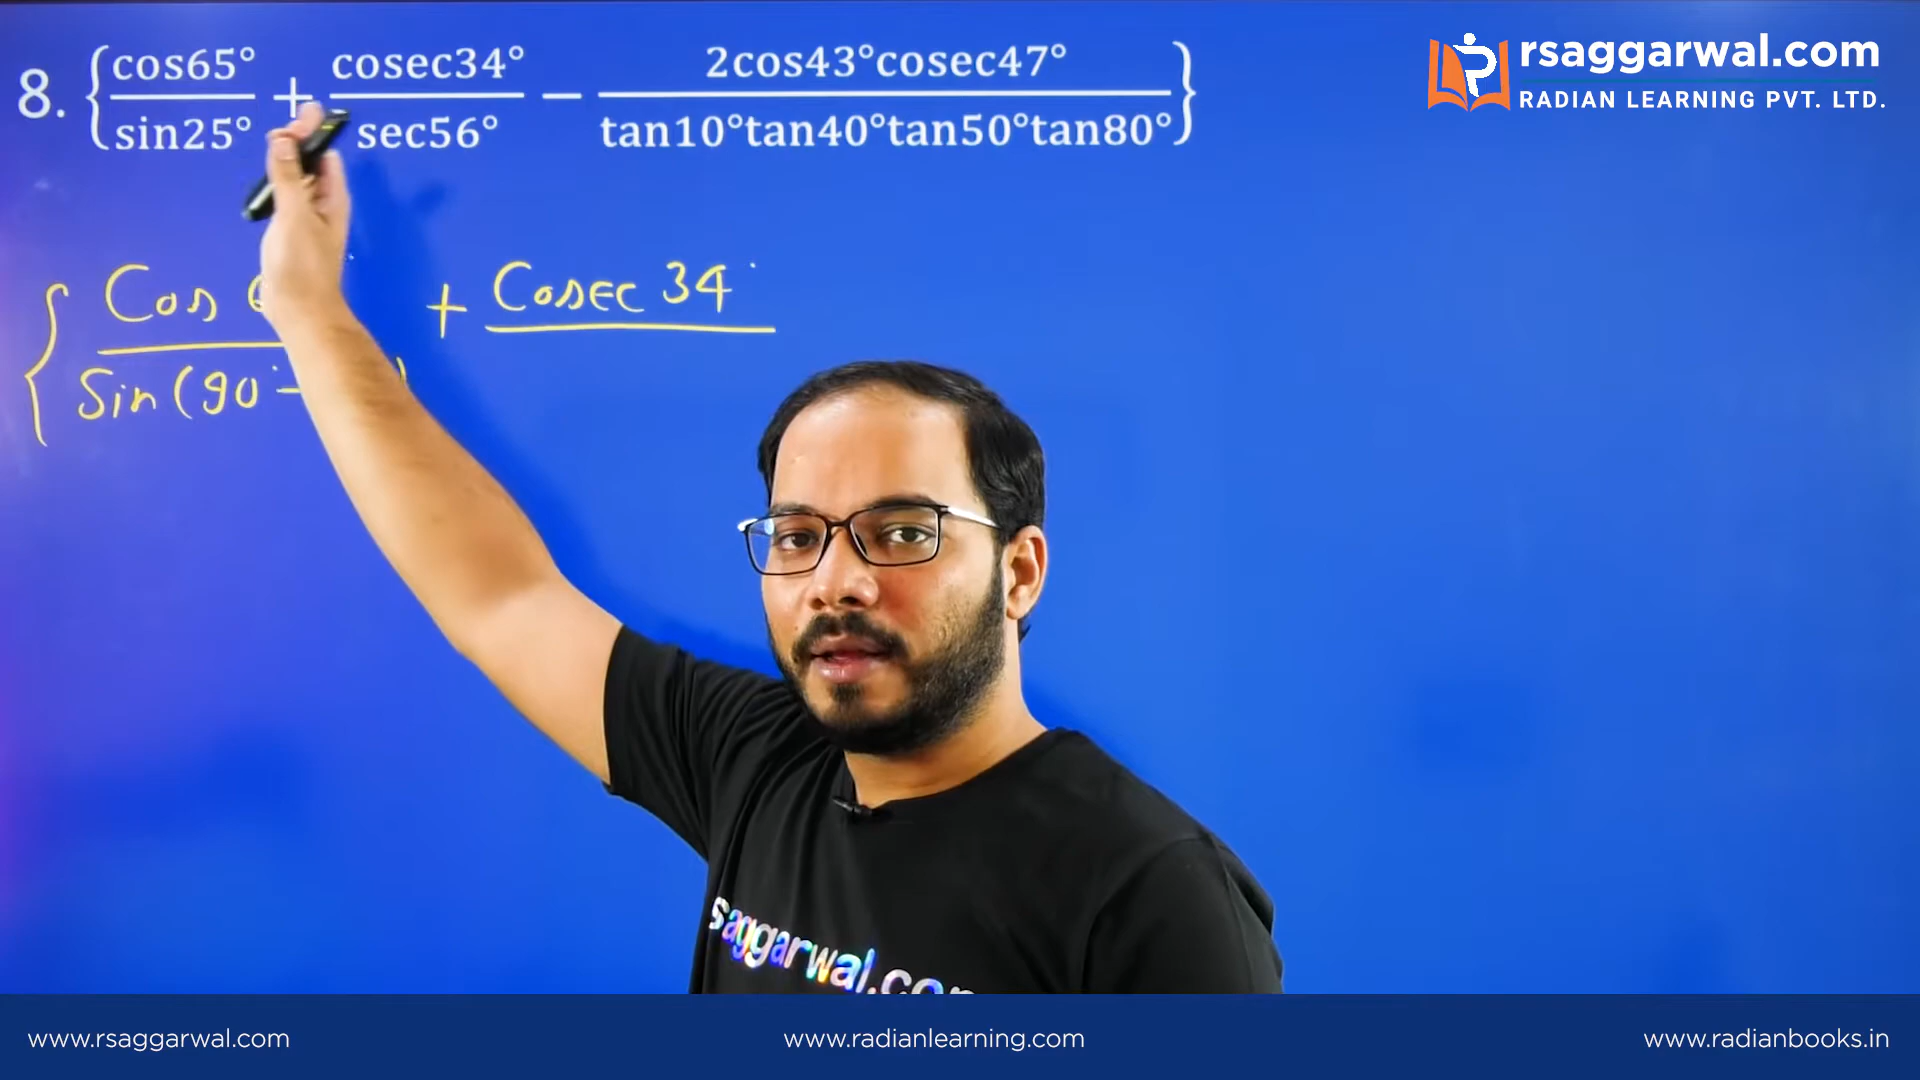 8. {cos65°/sin25° + cosec34°/sec56° − 2cos43°cosec47°/tan10°tan40°tan50°tan80°}
rsaggarwal.com
RADIAN LEARNING PVT. LTD.
{Cos / Sin(90°− ) + Cosec 34°
saggarwal.com
www.rsaggarwal.com
www.radianlearning.com
www.radianbooks.in